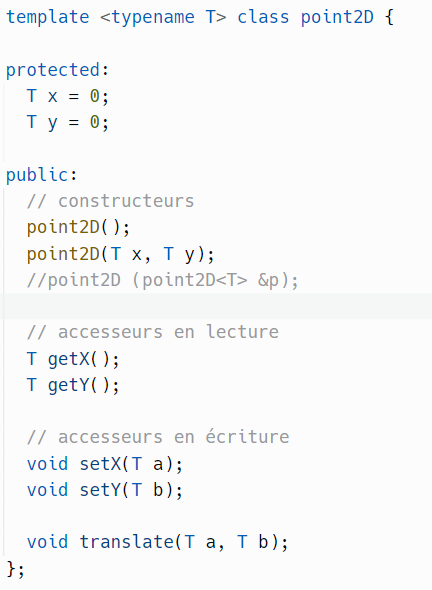 template <typename T> class point2D {
protected:
T x = 0;
T y = 0;
public:
// constructeurs
point2D();
point2D(T x, T y);
//point2D (point2D<T> &p);
// accesseurs en lecture
T getX();
T getY();
// accesseurs en écriture
void setX(T a);
void setY(T b);
void translate(T a, T b);
};